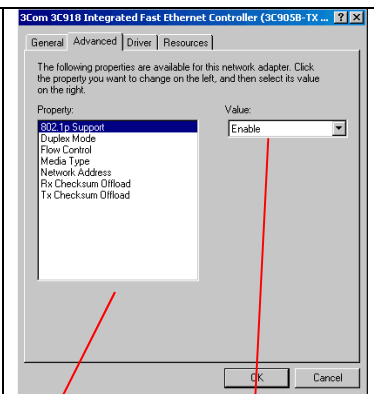 3Com 3C918 Integrated Fast Ethernet Controller (3C905B-TX ...
General Advanced Driver Resources
The following properties are available for this network adapter. Click
the property you want to change on the left, and then select its value
on the right.
Property:
Value:
802.1p Support
Enable
Duplex Mode
Flow Control
Media Type
Network Address
Rx Checksum Offload
Tx Checksum Offload
OK Cancel